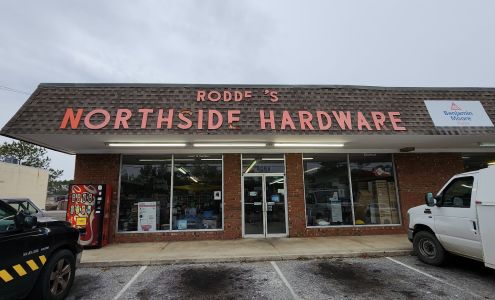 RODDE 'S
NORTHSIDE HARDWARE
Benjamin
Moore